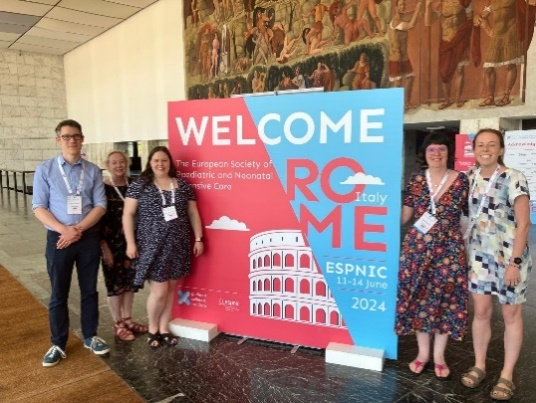 WELCOME
The European Society of
Paediatric and Neonatal
Intensive Care
RO
Italy
ME
ESPNIC
11-14 June
2024